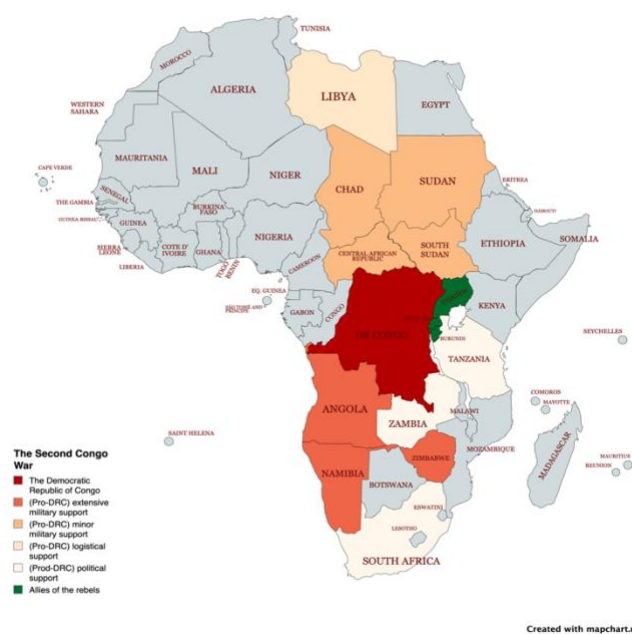 TUNISIA
MOROCCO
ALGERIA
LIBYA
EGYPT
WESTERN
SAHARA
CAPE VERDE
MAURITANIA
MALI
NIGER
CHAD
SUDAN
ERITREA
SENEGAL
THE GAMBIA
GUINEA-BISSAU
GUINEA
BURKINA
FASO
DJIBOUTI
SIERRA
LEONE
LIBERIA
COTE D'
IVOIRE
GHANA
TOGO
BENIN
NIGERIA
CAMEROON
CENTRAL AFRICAN
REPUBLIC
SOUTH
SUDAN
ETHIOPIA
SOMALIA
EQ. GUINEA
SÃO TOMÉ AND
PRINCIPE
GABON
CONGO
DR CONGO
KENYA
BURUNDI
TANZANIA
SEYCHELLES
ANGOLA
ZAMBIA
MALAWI
COMOROS
MAYOTTE
SAINT HELENA
MOZAMBIQUE
MADAGASCAR
MAURITIUS
REUNION
NAMIBIA
ZIMBABWE
BOTSWANA
ESWATINI
LESOTHO
SOUTH AFRICA
The Second Congo
War
The Democratic
Republic of Congo
(Pro-DRC) extensive
military support
(Pro-DRC) minor
military support
(Pro-DRC) logistical
support
(Prod-DRC) political
support
Allies of the rebels
Created with mapchart.n